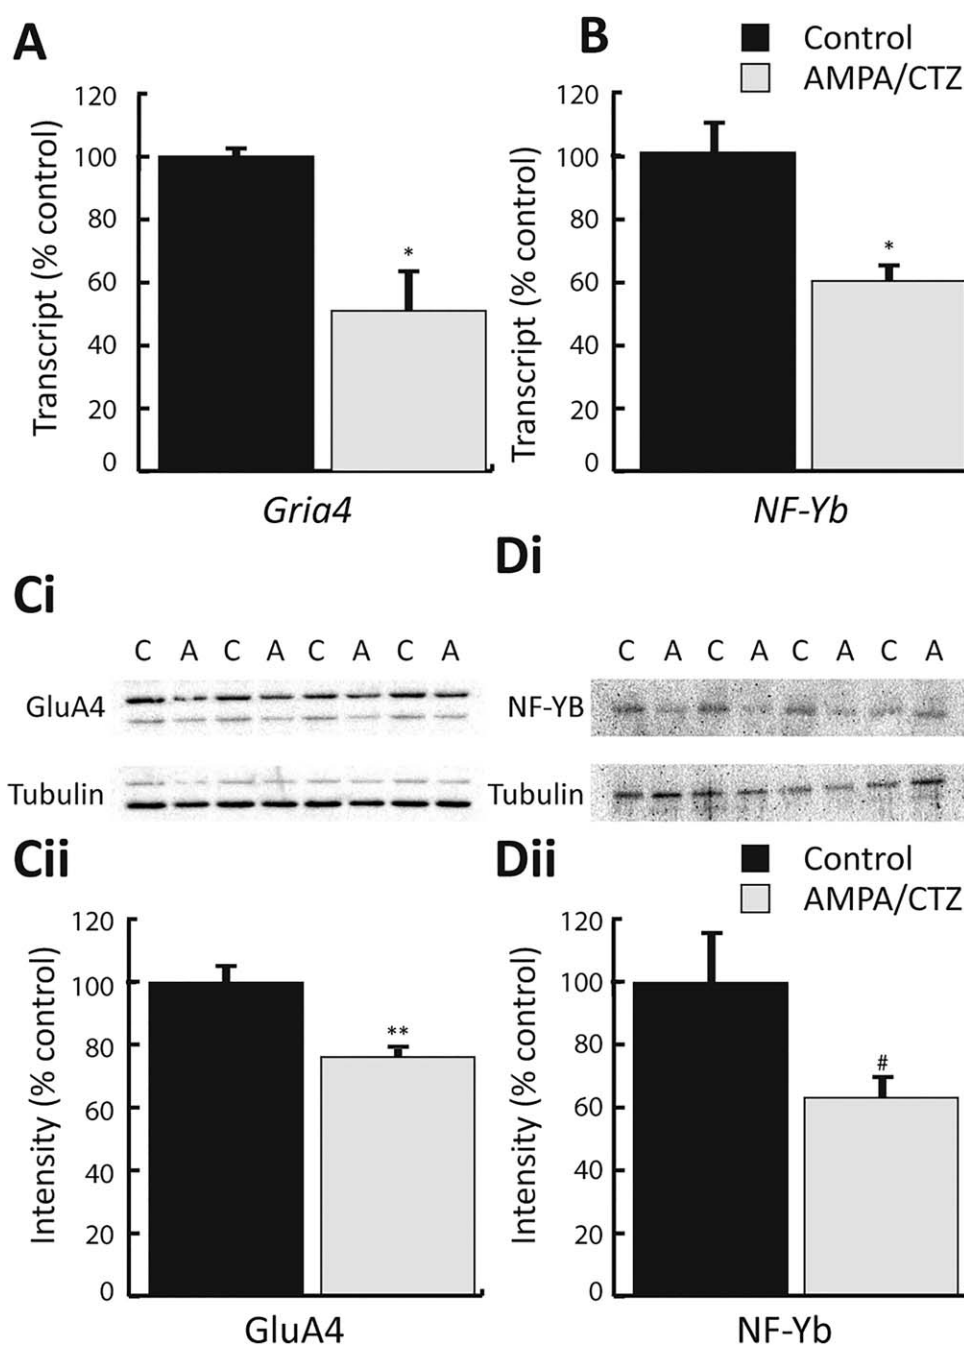 A
120
100
80
60
40
20
0
Transcript (% control)
*
Gria4
B
Control
AMPA/CTZ
120
100
80
60
40
20
0
Transcript (% control)
*
NF-Yb
Ci
C A C A C A C A
GluA4
Tubulin
Di
C A C A C A C A
NF-YB
Tubulin
Cii
120
100
80
60
40
20
0
Intensity (% control)
**
GluA4
Dii
Control
AMPA/CTZ
120
100
80
60
40
20
0
Intensity (% control)
#
NF-Yb